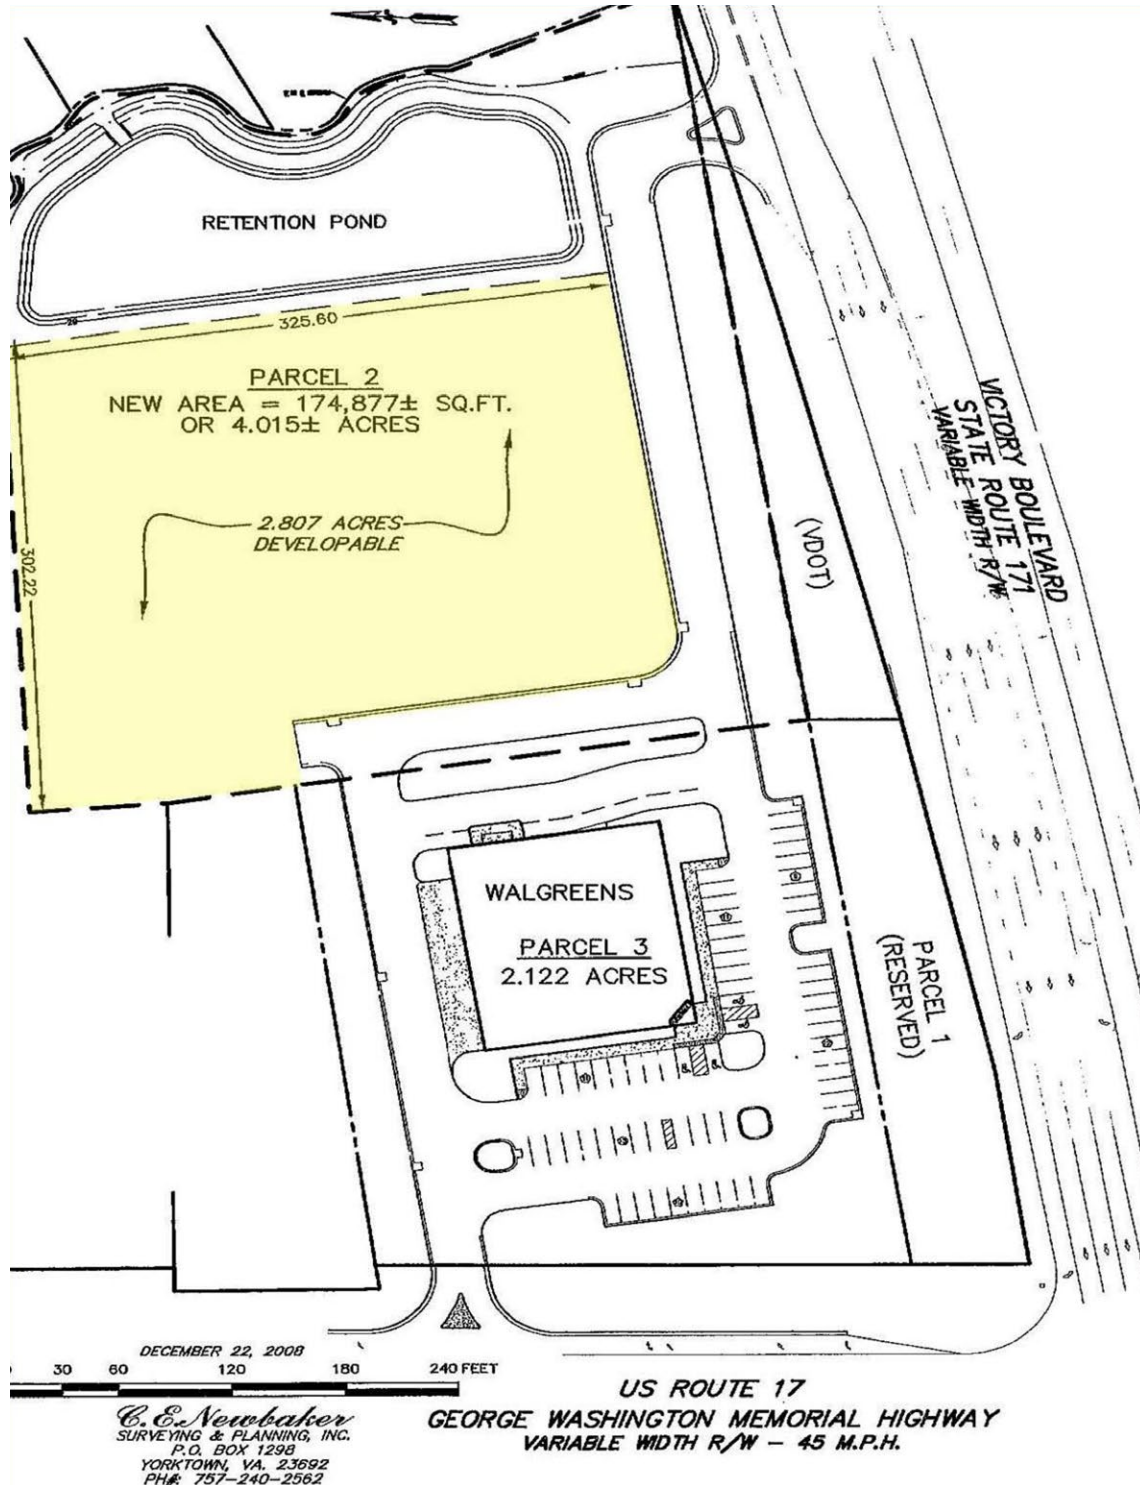 RETENTION POND
325.60
PARCEL 2
NEW AREA = 174,877± SQ.FT.
OR 4.015± ACRES
2.807 ACRES
DEVELOPABLE
302.22
VICTORY BOULEVARD
STATE ROUTE 171
VARIABLE WIDTH R/W
(VDOT)
WALGREENS
PARCEL 3
2.122 ACRES
PARCEL 1
(RESERVED)
DECEMBER 22, 2008
30 60 120 180 240 FEET
C.E. Newbaker
SURVEYING & PLANNING, INC.
P.O. BOX 1298
YORKTOWN, VA. 23692
PH#: 757-240-2562
US ROUTE 17
GEORGE WASHINGTON MEMORIAL HIGHWAY
VARIABLE WIDTH R/W - 45 M.P.H.